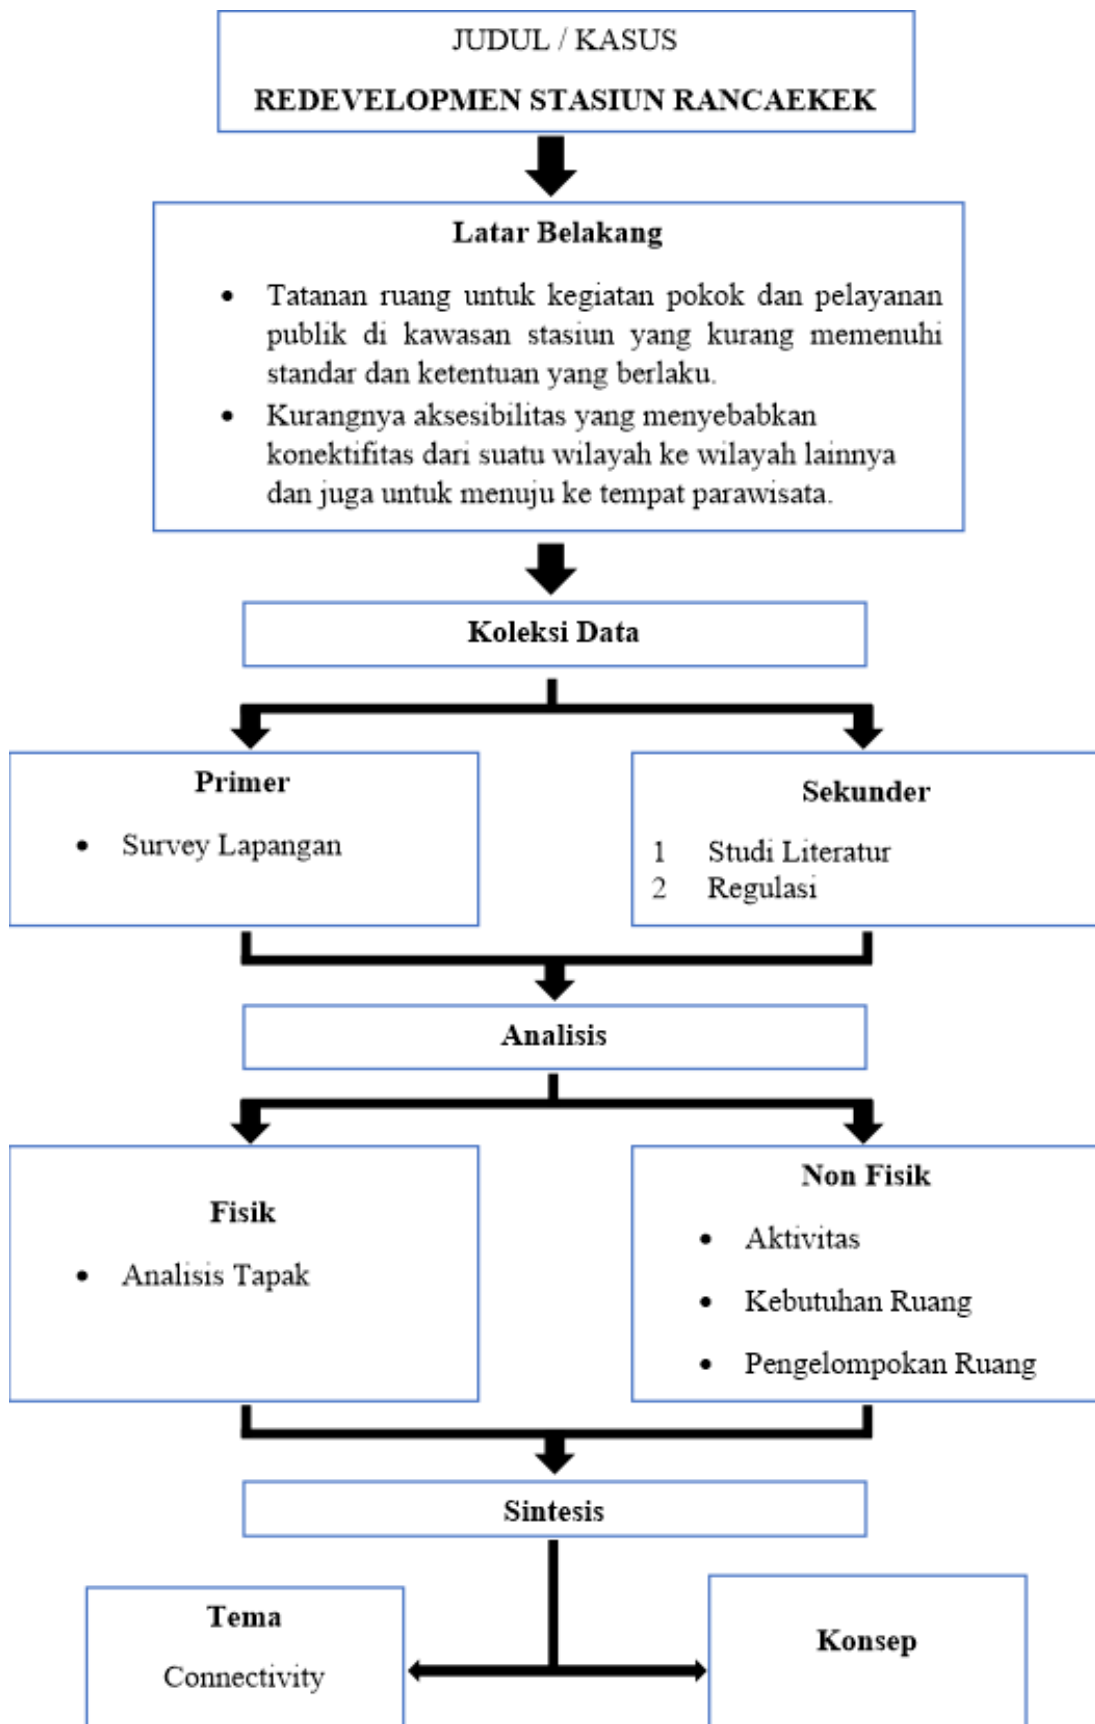 JUDUL / KASUS
REDEVELOPMEN STASIUN RANCAEKEK
Latar Belakang
• Tatanan ruang untuk kegiatan pokok dan pelayanan
publik di kawasan stasiun yang kurang memenuhi
standar dan ketentuan yang berlaku.
• Kurangnya aksesibilitas yang menyebabkan
konektifitas dari suatu wilayah ke wilayah lainnya
dan juga untuk menuju ke tempat parawisata.
Koleksi Data
Primer
• Survey Lapangan
Sekunder
1 Studi Literatur
2 Regulasi
Analisis
Fisik
• Analisis Tapak
Non Fisik
• Aktivitas
• Kebutuhan Ruang
• Pengelompokan Ruang
Sintesis
Tema
Connectivity
Konsep